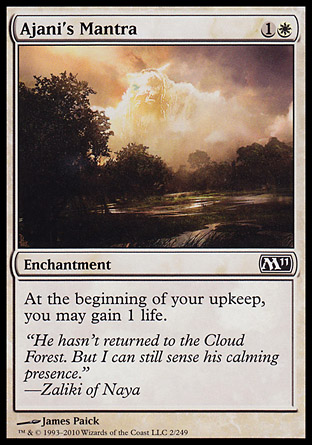 Ajani's Mantra 1
Enchantment M11
At the beginning of your upkeep,
you may gain 1 life.
“He hasn't returned to the Cloud
Forest. But I can still sense his calming
presence.”
—Zaliki of Naya
James Paick
™ & © 1993–2010 Wizards of the Coast LLC 2/249